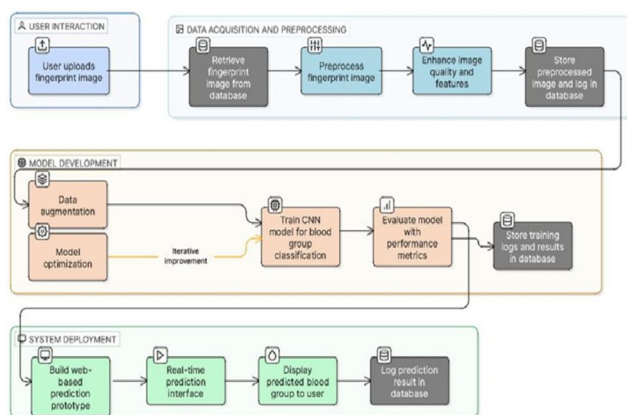 USER INTERACTION
User uploads
fingerprint image
DATA ACQUISITION AND PREPROCESSING
Retrieve
fingerprint
image from
database
Preprocess
fingerprint image
Enhance image
quality and
features
Store
preprocessed
image and log in
database
MODEL DEVELOPMENT
Data
augmentation
Model
optimization
Iterative
improvement
Train CNN
model for blood
group
classification
Evaluate model
with
performance
metrics
Store training
logs and results
in database
SYSTEM DEPLOYMENT
Build web-
based
prediction
prototype
Real-time
prediction
interface
Display
predicted blood
group to user
Log prediction
result in
database